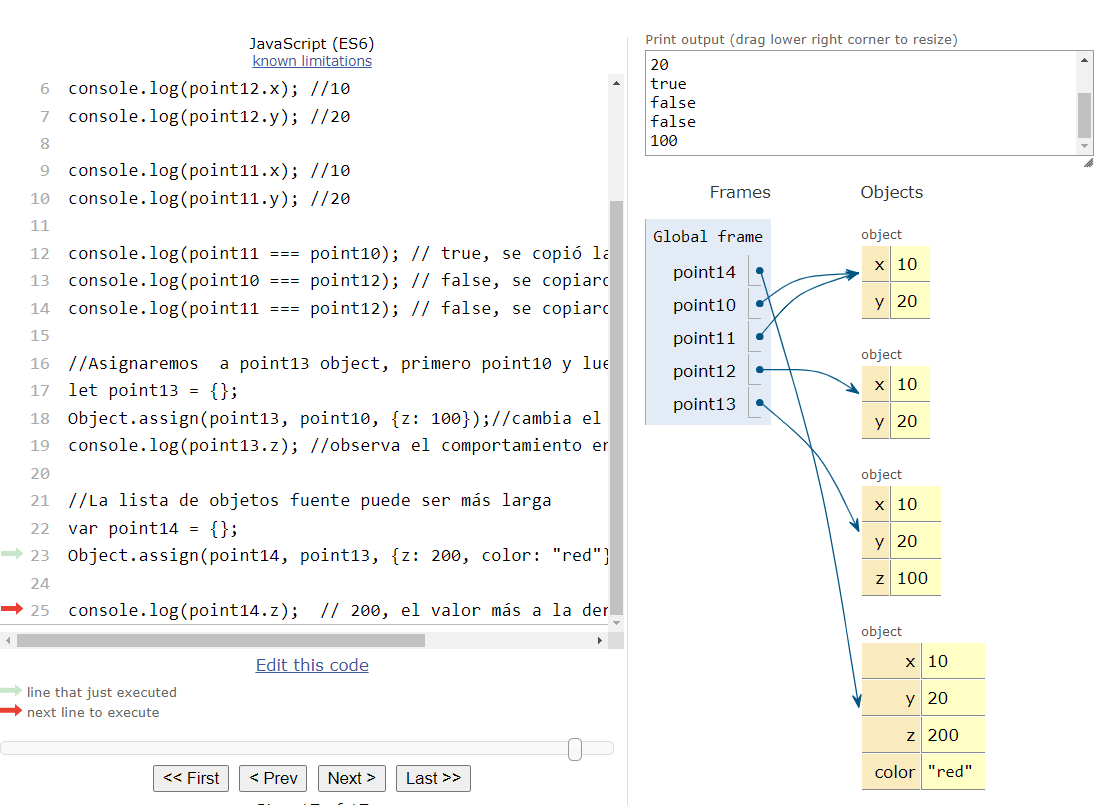 JavaScript (ES6)
known limitations
6 console.log(point12.x); //10
7 console.log(point12.y); //20
8
9 console.log(point11.x); //10
10 console.log(point11.y); //20
11
12 console.log(point11 === point10); // true, se copió la
13 console.log(point10 === point12); // false, se copiaro
14 console.log(point11 === point12); // false, se copiaro
15
16 //Asignaremos  a point13 object, primero point10 y lue
17 let point13 = {};
18 Object.assign(point13, point10, {z: 100});//cambia el
19 console.log(point13.z); //observa el comportamiento en
20
21 //La lista de objetos fuente puede ser más larga
22 var point14 = {};
23 Object.assign(point14, point13, {z: 200, color: "red"}
24
25 console.log(point14.z);  // 200, el valor más a la der
Edit this code
line that just executed
next line to execute
<< First < Prev Next > Last >>
Print output (drag lower right corner to resize)
20
true
false
false
100
Frames Objects
Global frame
point14
point10
point11
point12
point13
object
x 10
y 20
object
x 10
y 20
object
x 10
y 20
z 100
object
x 10
y 20
z 200
color "red"